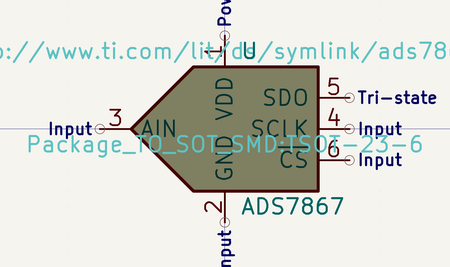 Pow
1
p://www.ti.com/lit/ds/symlink/ads786
U
VDD
SDO
5
Tri-state
Input
3
AIN
SCLK
4
Input
Package_TO_SOT_SMD:TSOT-23-6
GND
CS
6
Input
2
ADS7867
Input